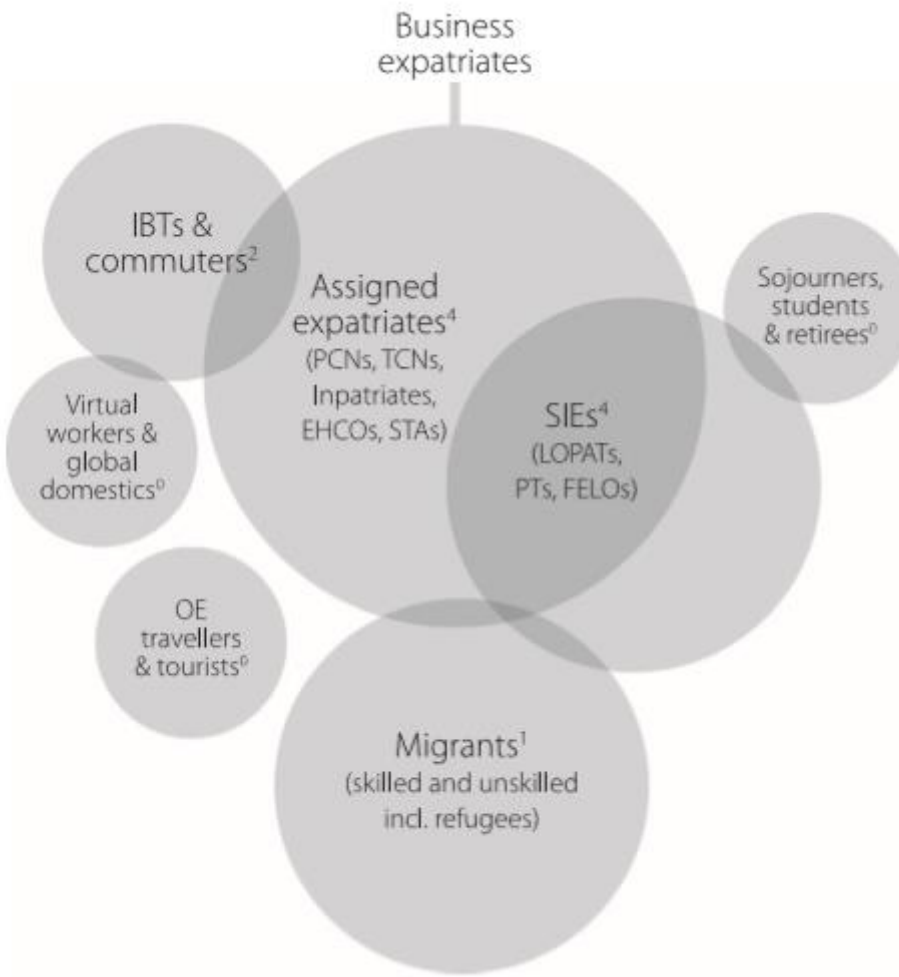 Business
expatriates
IBTs &
commuters²
Assigned
expatriates⁴
(PCNs, TCNs,
Inpatriates,
EHCOs, STAs)
Sojourners,
students
& retirees⁰
SIEs⁴
(LOPATs,
PTs, FELOs)
Virtual
workers &
global
domestics⁰
OE
travellers
& tourists⁰
Migrants¹
(skilled and unskilled
incl. refugees)